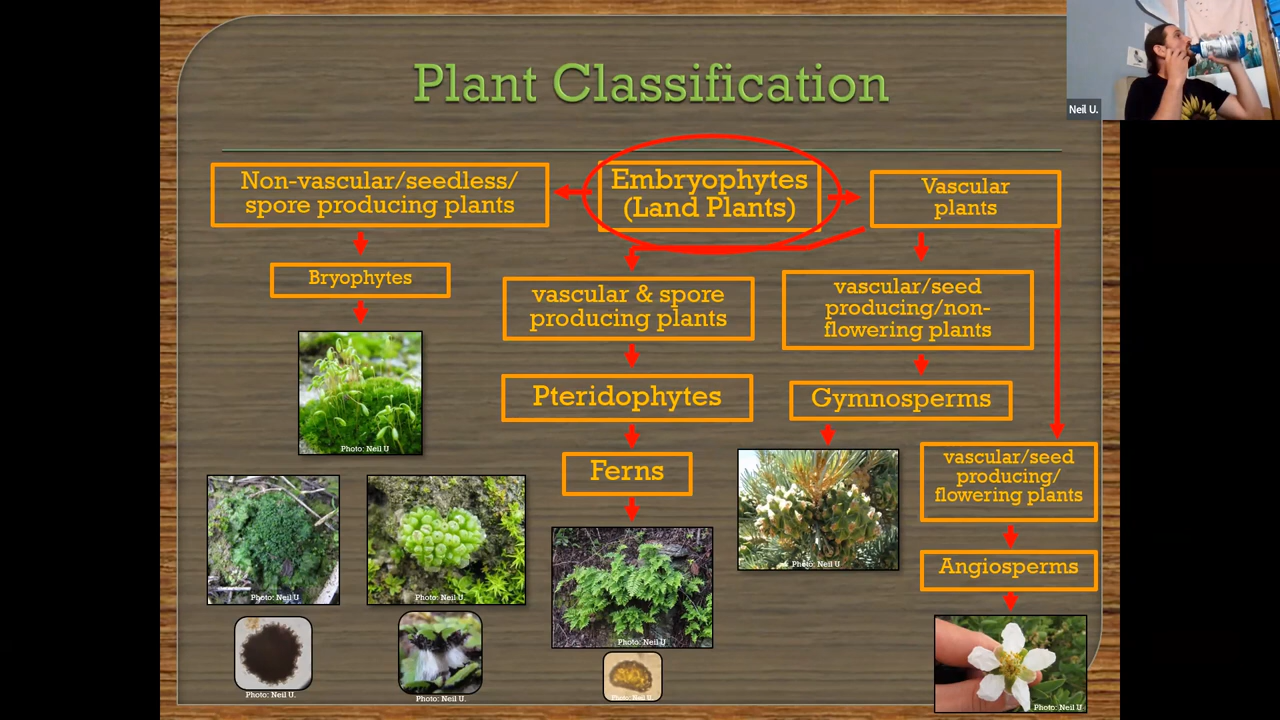 Plant Classification
Neil U.
Non-vascular/seedless/
spore producing plants
Embryophytes
(Land Plants)
Vascular
plants
Bryophytes
vascular & spore
producing plants
vascular/seed
producing/non-
flowering plants
Pteridophytes
Gymnosperms
Photo: Neil U
Ferns
vascular/seed
producing/
flowering plants
Photo: Neil U
Angiosperms
Photo: Neil U
Photo: Neil U
Photo: Neil U
Photo: Neil U.
Photo: Neil U.
Photo: Neil U.
Photo: Neil U